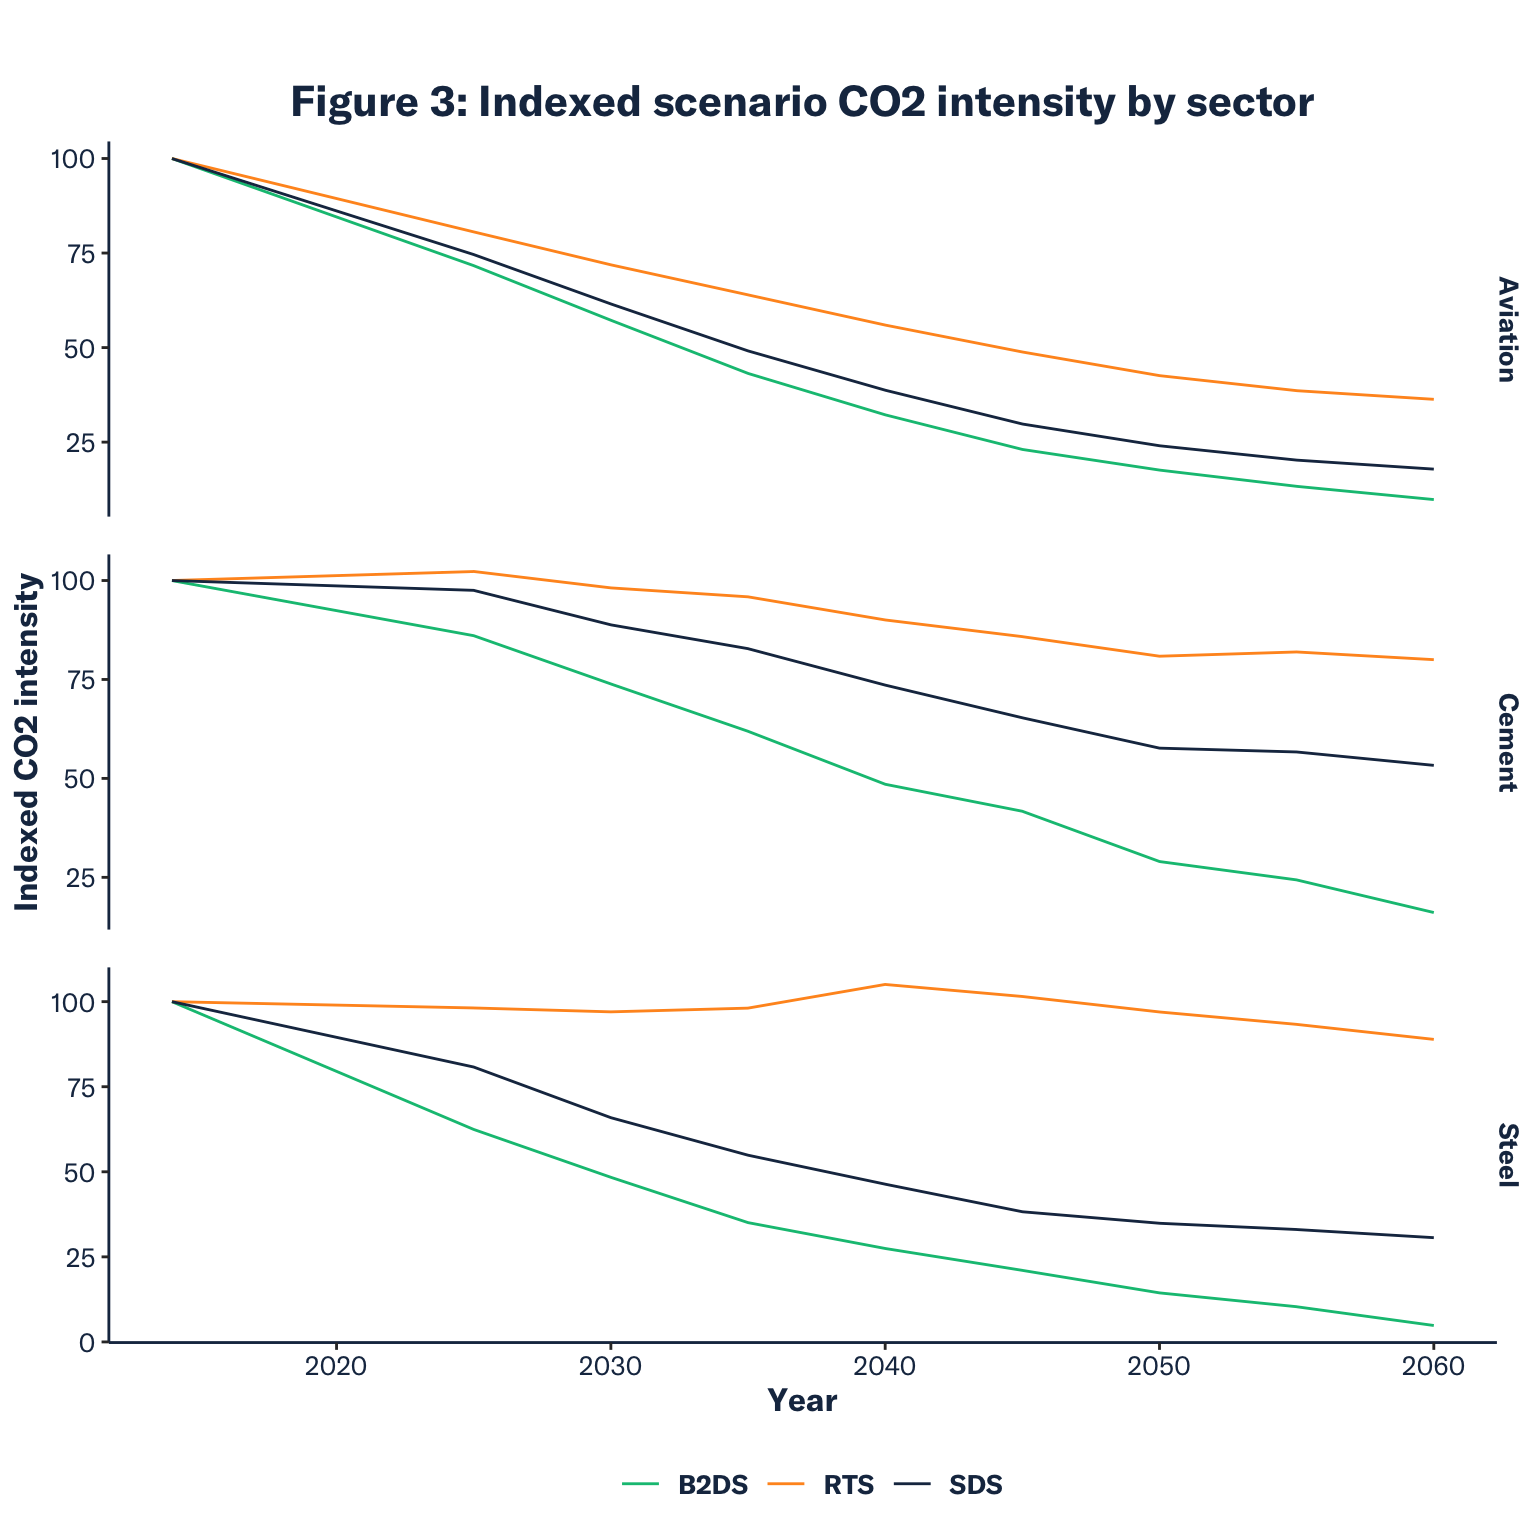 Figure 3: Indexed scenario CO2 intensity by sector
100
75
50
25
Aviation
Indexed CO2 intensity
100
75
50
25
Cement
100
75
50
25
0
Steel
2020 2030 2040 2050 2060
Year
B2DS RTS SDS